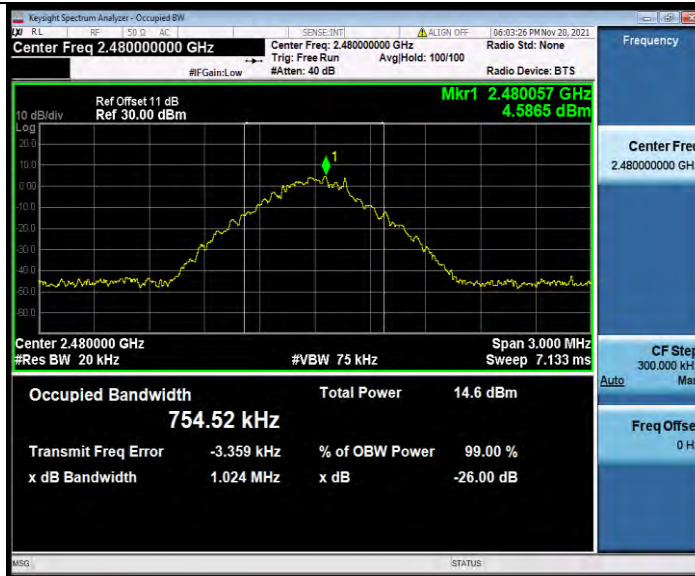 Keysight Spectrum Analyzer - Occupied BW
RL RF 50 Ω AC SENSE:INT ALIGN OFF 06:03:26 PM Nov 20, 2021
Center Freq 2.480000000 GHz Center Freq: 2.480000000 GHz Radio Std: None Frequency
Trig: Free Run Avg|Hold: 100/100
#IFGain:Low #Atten: 40 dB Radio Device: BTS
Ref Offset 11 dB Mkr1 2.480057 GHz
10 dB/div Ref 30.00 dBm 4.5865 dBm
Log
20.0
1
10.0
0.00
-10.0
-20.0
-30.0
-40.0
-50.0
-60.0
Center Freq
2.480000000 GH
Center 2.480000 GHz Span 3.000 MHz
#Res BW 20 kHz #VBW 75 kHz Sweep 7.133 ms
CF Step
300.000 kH
Auto Ma
Occupied Bandwidth Total Power 14.6 dBm
754.52 kHz
Freq Offse
0 H
Transmit Freq Error -3.359 kHz % of OBW Power 99.00 %
x dB Bandwidth 1.024 MHz x dB -26.00 dB
MSG STATUS